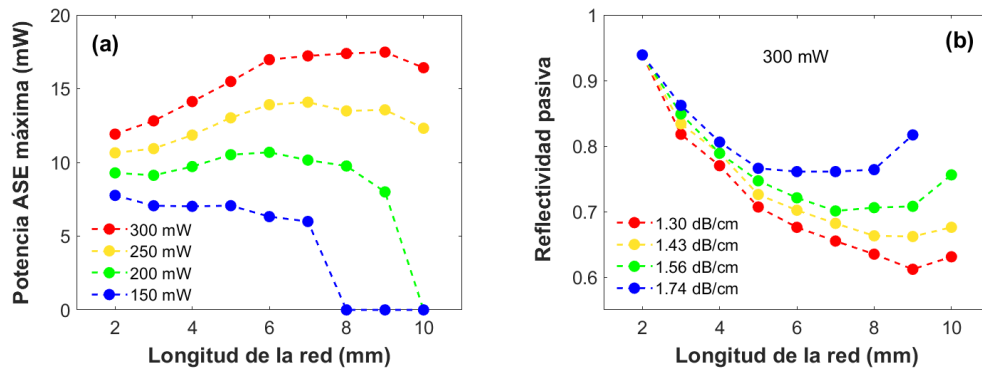 (a)
Potencia ASE máxima (mW)
20
15
10
5
0
300 mW
250 mW
200 mW
150 mW
2
4
6
8
10
Longitud de la red (mm)
(b)
300 mW
Reflectividad pasiva
1
0.9
0.8
0.7
0.6
1.30 dB/cm
1.43 dB/cm
1.56 dB/cm
1.74 dB/cm
2
4
6
8
10
Longitud de la red (mm)